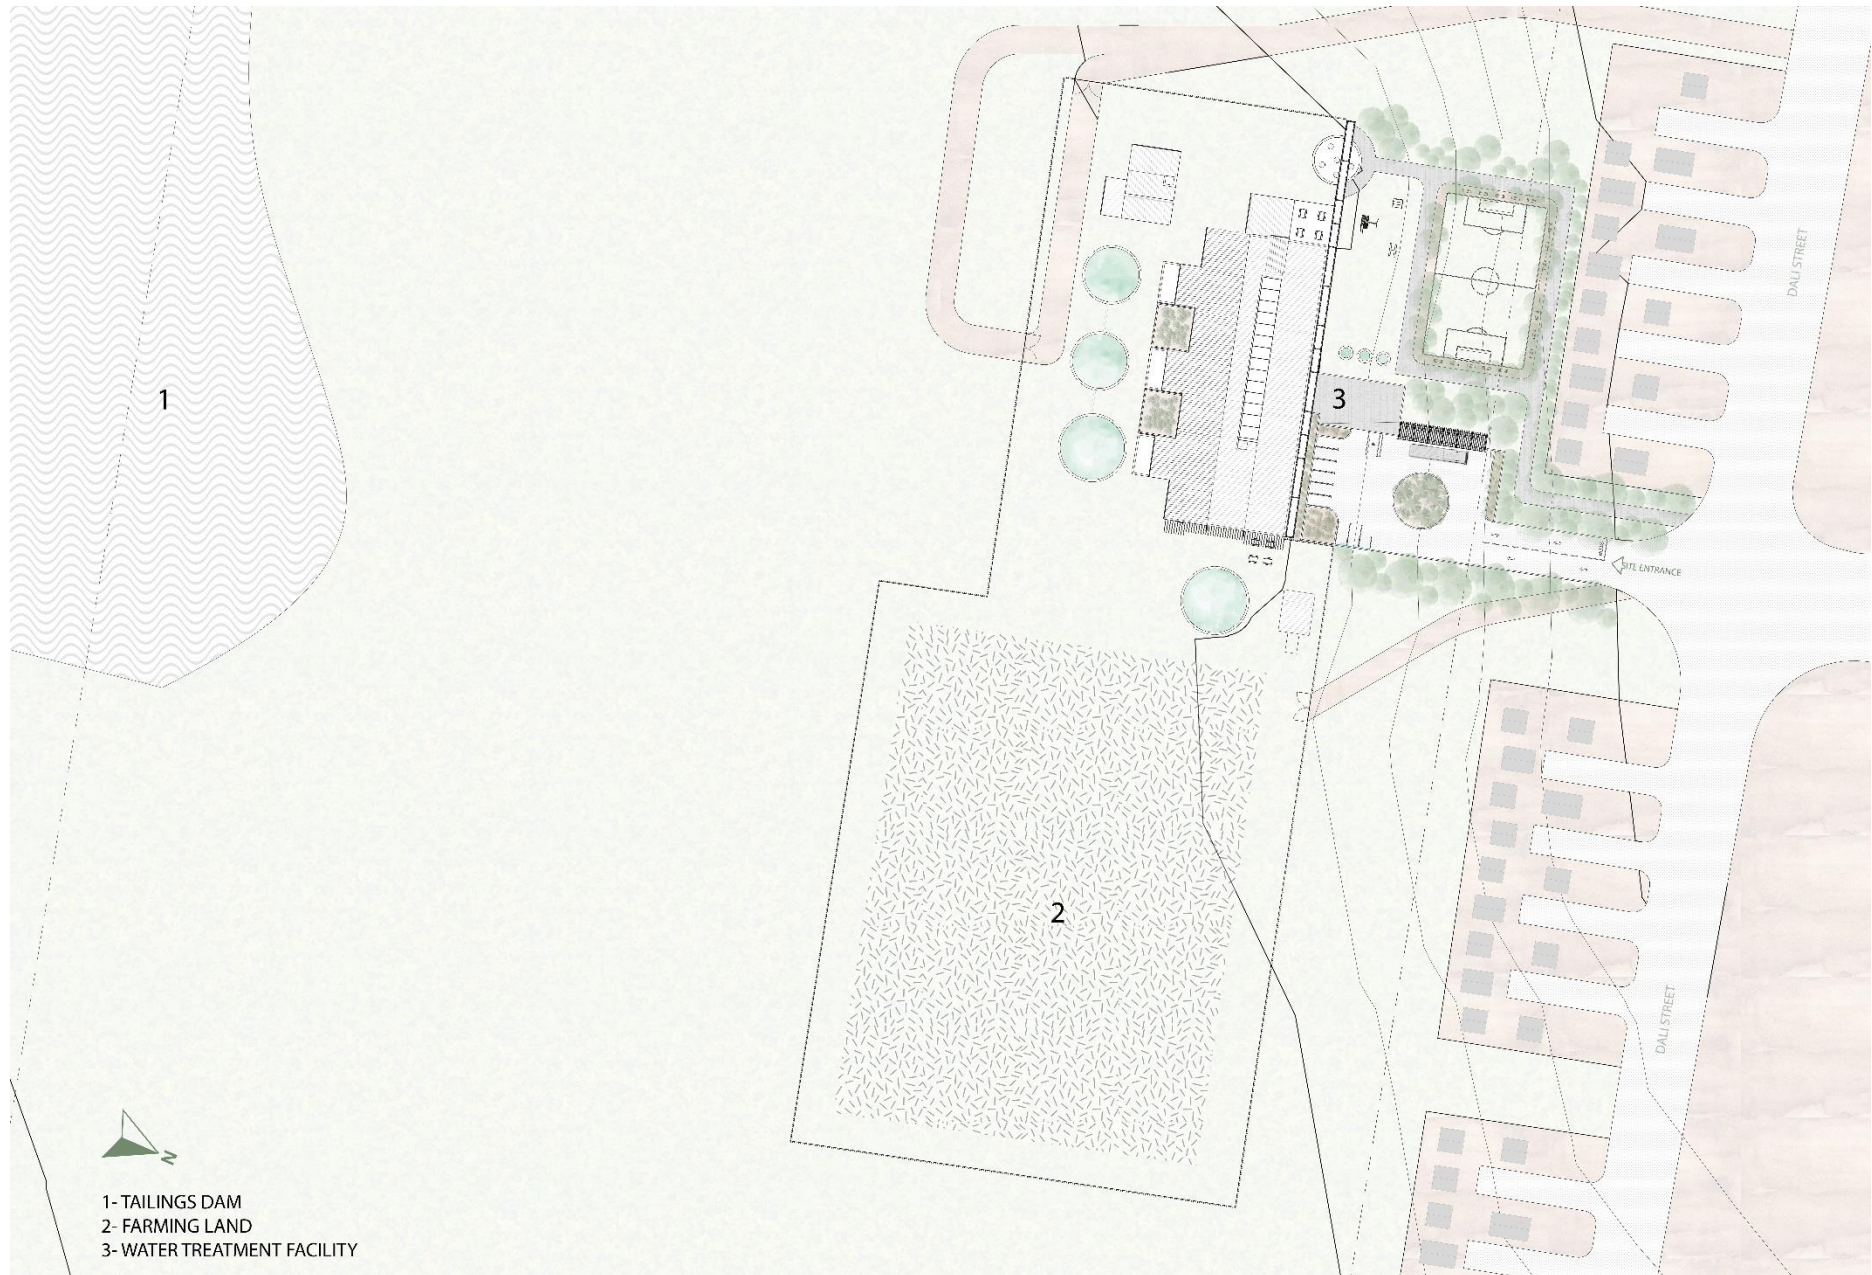 DALI STREET
1
3
SITE ENTRANCE
2
DALI STREET
N
1- TAILINGS DAM
2- FARMING LAND
3- WATER TREATMENT FACILITY